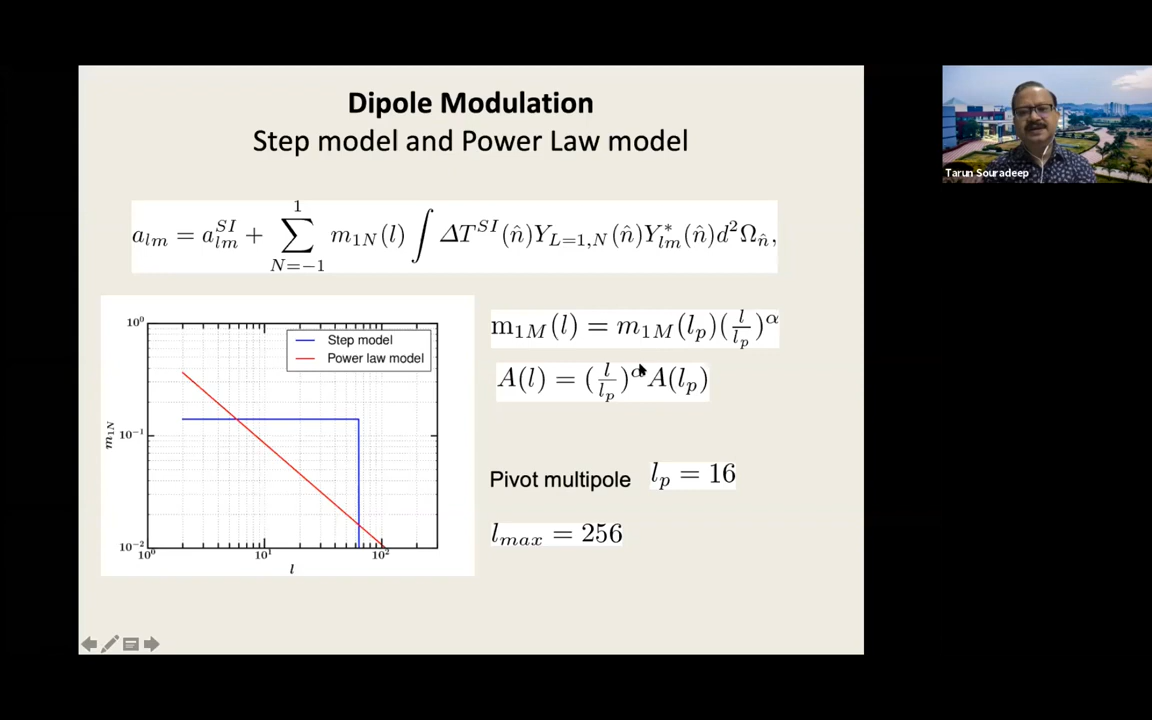 Dipole Modulation
Step model and Power Law model
a_{lm} = a_{lm}^{SI} + \sum_{N=-1}^{1} m_{1N}(l) \int \Delta T^{SI}(\hat{n}) Y_{L=1,N}(\hat{n}) Y_{lm}^{*}(\hat{n}) d^2\Omega_{\hat{n}},
10^0
10^{-1}
10^{-2}
m_{1N}
Step model
Power law model
10^0 10^1 10^2
l
m_{1M}(l) = m_{1M}(l_p)(\frac{l}{l_p})^α
A(l) = (\frac{l}{l_p})^α A(l_p)
Pivot multipole l_p = 16
l_{max} = 256
Tarun Souradeep